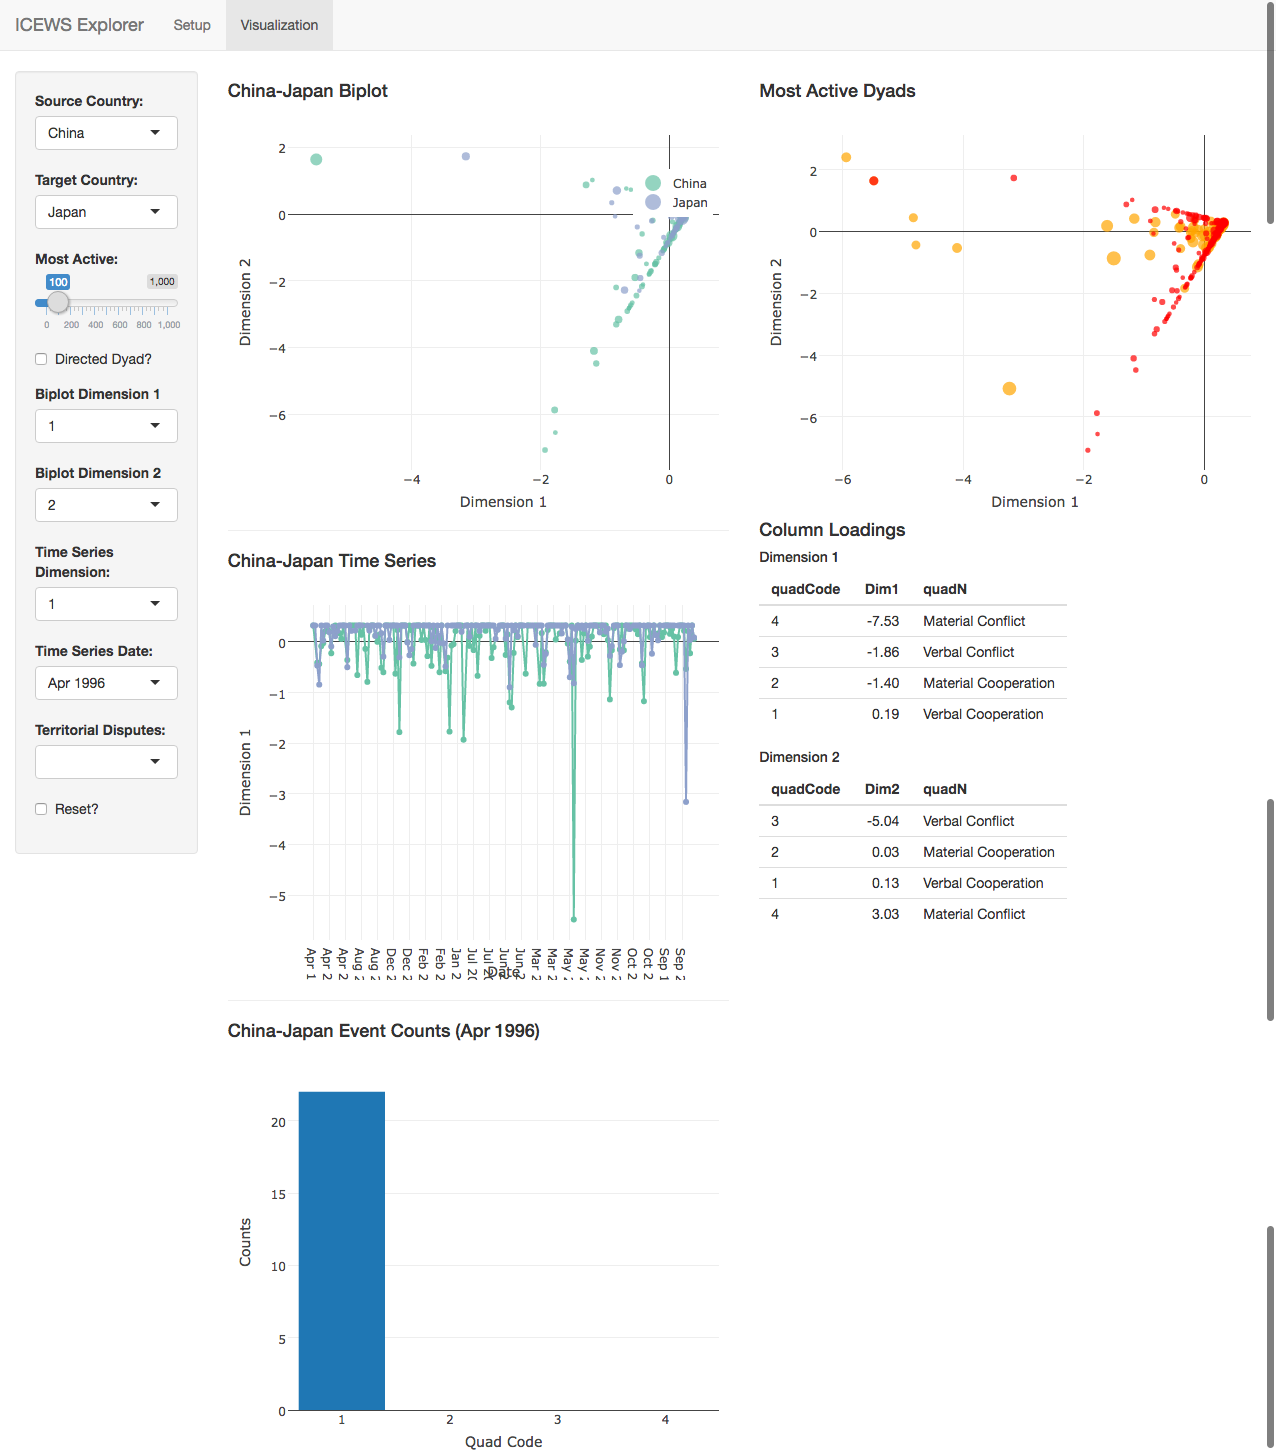 ICEWS Explorer Setup Visualization
Source Country:
China
Target Country:
Japan
Most Active:
100 1,000
0 200 400 600 800 1,000
Directed Dyad?
Biplot Dimension 1
1
Biplot Dimension 2
2
Time Series
Dimension:
1
Time Series Date:
Apr 1996
Territorial Disputes:
Reset?
China-Japan Biplot
2
0
−2
−4
−6
Dimension 2
−4 −2 0
Dimension 1
China
Japan
China-Japan Time Series
0
−1
−2
−3
−4
−5
Dimension 1
Apr 1 Apr 2 Apr 2 Aug 2 Aug 2 Dec 2 Dec 2 Feb 2 Feb 2 Jan 2 Jul 20 Jul 20 Jun 2 Jun 2 Mar 2 Mar 2 May 2 May 2 Nov 2 Nov 2 Oct 2 Oct 2 Sep 1 Sep 2
Date
China-Japan Event Counts (Apr 1996)
20
15
10
5
0
Counts
1 2 3 4
Quad Code
Most Active Dyads
2
0
−2
−4
−6
Dimension 2
−6 −4 −2 0
Dimension 1
Column Loadings
Dimension 1
quadCode Dim1 quadN
4 -7.53 Material Conflict
3 -1.86 Verbal Conflict
2 -1.40 Material Cooperation
1 0.19 Verbal Cooperation
Dimension 2
quadCode Dim2 quadN
3 -5.04 Verbal Conflict
2 0.03 Material Cooperation
1 0.13 Verbal Cooperation
4 3.03 Material Conflict